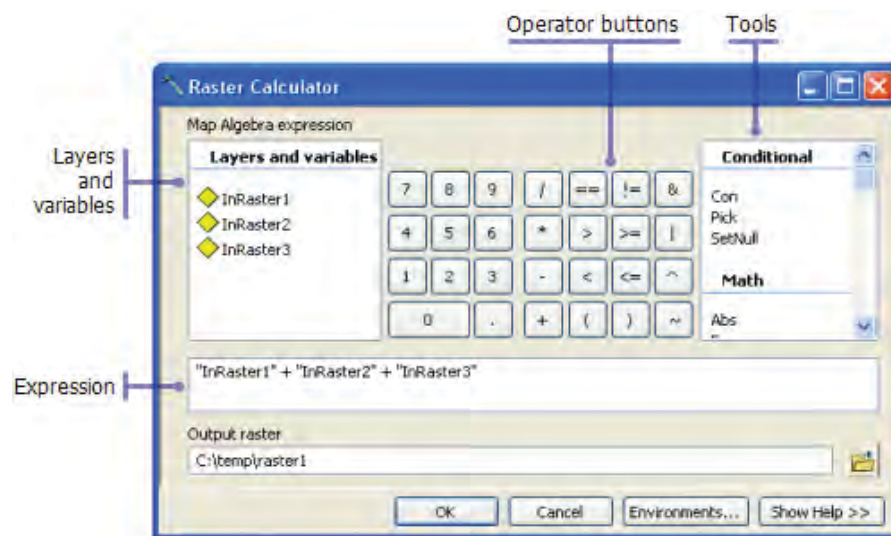 Operator buttons
Tools
Raster Calculator
Map Algebra expression
Layers and variables
Layers and variables
InRaster1
InRaster2
InRaster3
7 8 9 / == != &
4 5 6 * > >= |
1 2 3 - < <= ^
0 . + ( ) ~
Conditional
Con
Pick
SetNull
Math
Abs
Expression
"InRaster1" + "InRaster2" + "InRaster3"
Output raster
C:\temp\raster1
OK
Cancel
Environments...
Show Help >>